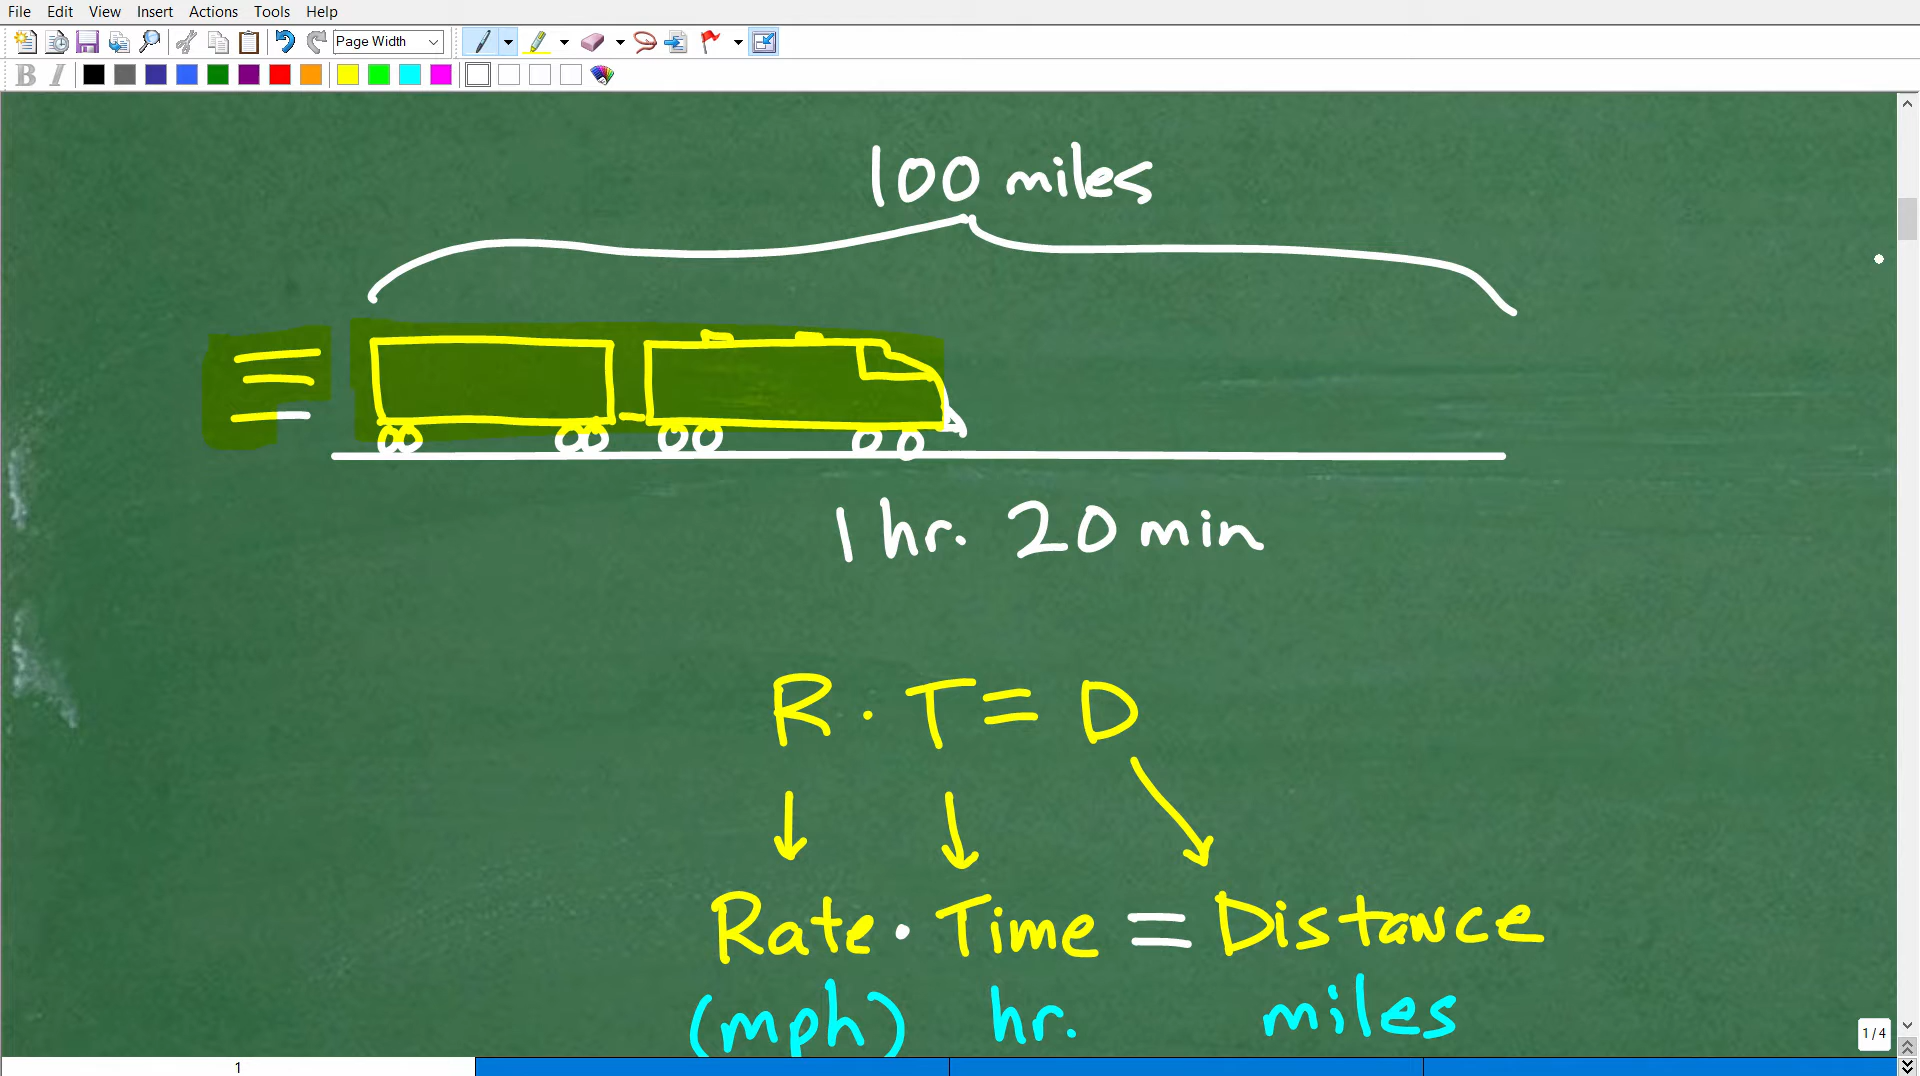 File Edit View Insert Actions Tools Help
Page Width
B I
100 miles
1 hr. 20 min
R · T = D
Rate · Time = Distance
(mph) hr. miles
1 / 4
1